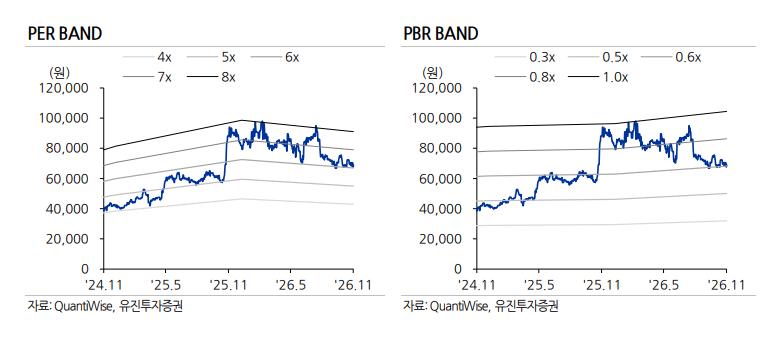 PER BAND
4x 5x 6x
7x 8x
(원)
120,000
100,000
80,000
60,000
40,000
20,000
0
'24.11 '25.5 '25.11 '26.5 '26.11
자료: QuantiWise, 유진투자증권
PBR BAND
0.3x 0.5x 0.6x
0.8x 1.0x
(원)
120,000
100,000
80,000
60,000
40,000
20,000
0
'24.11 '25.5 '25.11 '26.5 '26.11
자료: QuantiWise, 유진투자증권